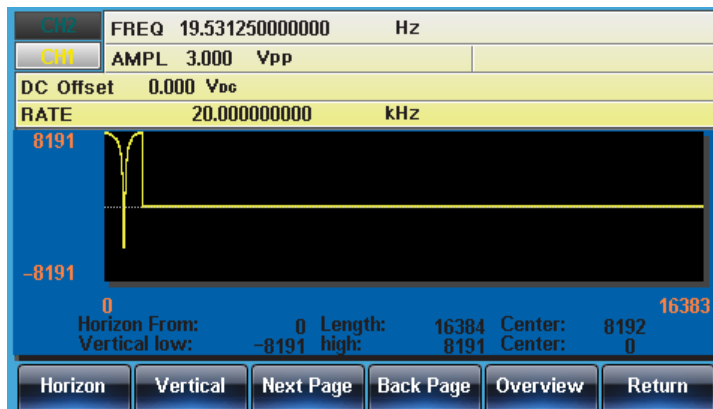 CH2 FREQ 19.531250000000 Hz
CH1 AMPL 3.000 Vpp
DC Offset 0.000 VDC
RATE 20.000000000 kHz
8191
-8191
0 16383
Horizon From: 0 Length: 16384 Center: 8192
Vertical low: -8191 high: 8191 Center: 0
Horizon Vertical Next Page Back Page Overview Return